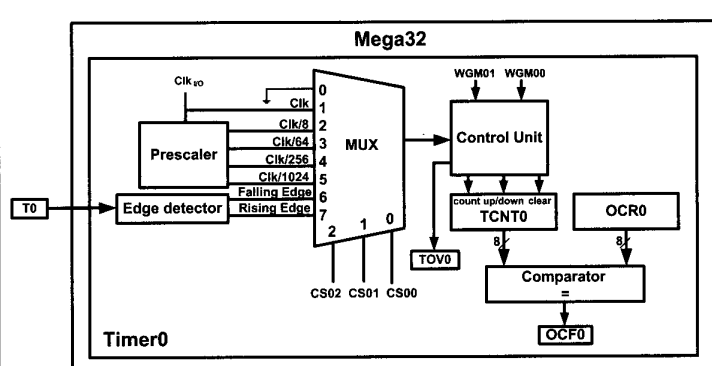 Mega32
Clk I/O
WGM01 WGM00
0
Clk 1
Clk/8 2
Clk/64 3
Clk/256 4
Clk/1024 5
Falling Edge 6
Rising Edge 7
Prescaler
MUX
Control Unit
T0
Edge detector
2 1 0
CS02 CS01 CS00
count up/down clear
TCNT0
OCR0
8
8
TOV0
Comparator
=
OCF0
Timer0